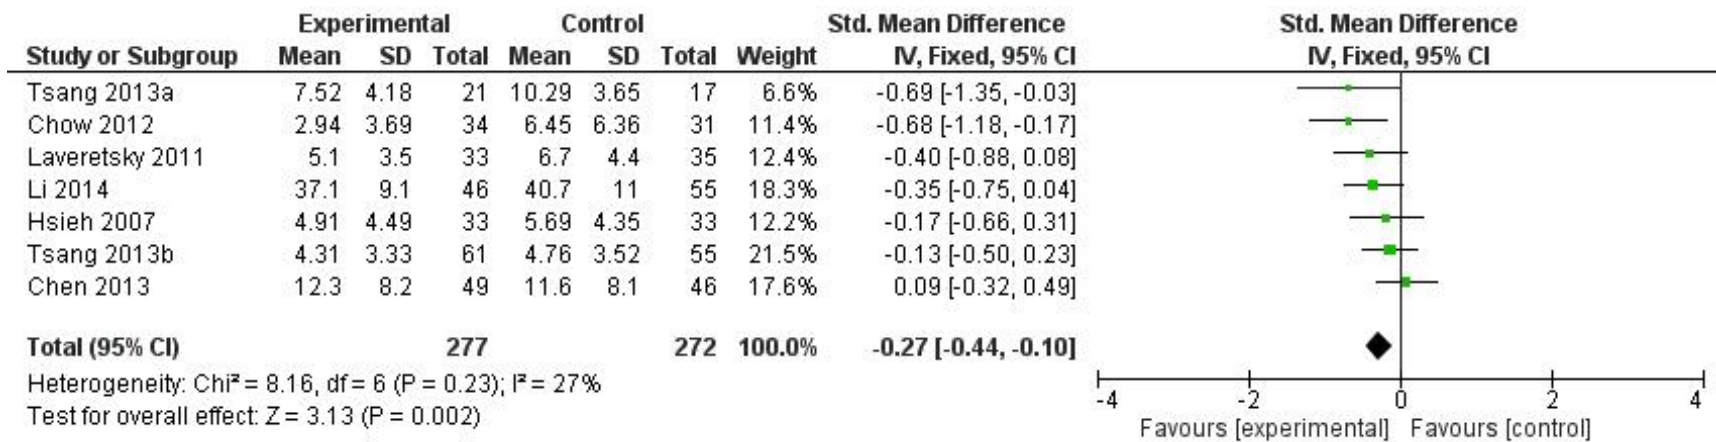 Experimental Control Std. Mean Difference Std. Mean Difference
Study or Subgroup Mean SD Total Mean SD Total Weight IV, Fixed, 95% CI IV, Fixed, 95% CI
Tsang 2013a 7.52 4.18 21 10.29 3.65 17 6.6% -0.69 [-1.35, -0.03]
Chow 2012 2.94 3.69 34 6.45 6.36 31 11.4% -0.68 [-1.18, -0.17]
Laveretsky 2011 5.1 3.5 33 6.7 4.4 35 12.4% -0.40 [-0.88, 0.08]
Li 2014 37.1 9.1 46 40.7 11 55 18.3% -0.35 [-0.75, 0.04]
Hsieh 2007 4.91 4.49 33 5.69 4.35 33 12.2% -0.17 [-0.66, 0.31]
Tsang 2013b 4.31 3.33 61 4.76 3.52 55 21.5% -0.13 [-0.50, 0.23]
Chen 2013 12.3 8.2 49 11.6 8.1 46 17.6% 0.09 [-0.32, 0.49]
Total (95% CI) 277 272 100.0% -0.27 [-0.44, -0.10]
Heterogeneity: Chi² = 8.16, df = 6 (P = 0.23); I² = 27%
Test for overall effect: Z = 3.13 (P = 0.002)
-4 -2 0 2 4
Favours [experimental] Favours [control]